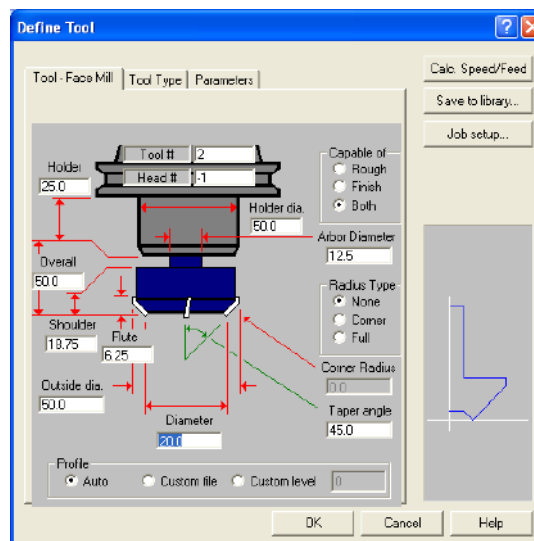 Define Tool
Tool - Face Mill Tool Type Parameters
Calc. Speed/Feed
Save to library...
Job setup...
Tool # 2
Head # -1
Holder
25.0
Capable of
Rough
Finish
Both
Holder dia.
50.0
Arbor Diameter
12.5
Overall
50.0
Radius Type
None
Corner
Full
Shoulder
18.75
Flute
6.25
Corner Radius
0.0
Outside dia.
50.0
Taper angle
45.0
Diameter
20.0
Profile
Auto Custom file Custom level 0
OK Cancel Help